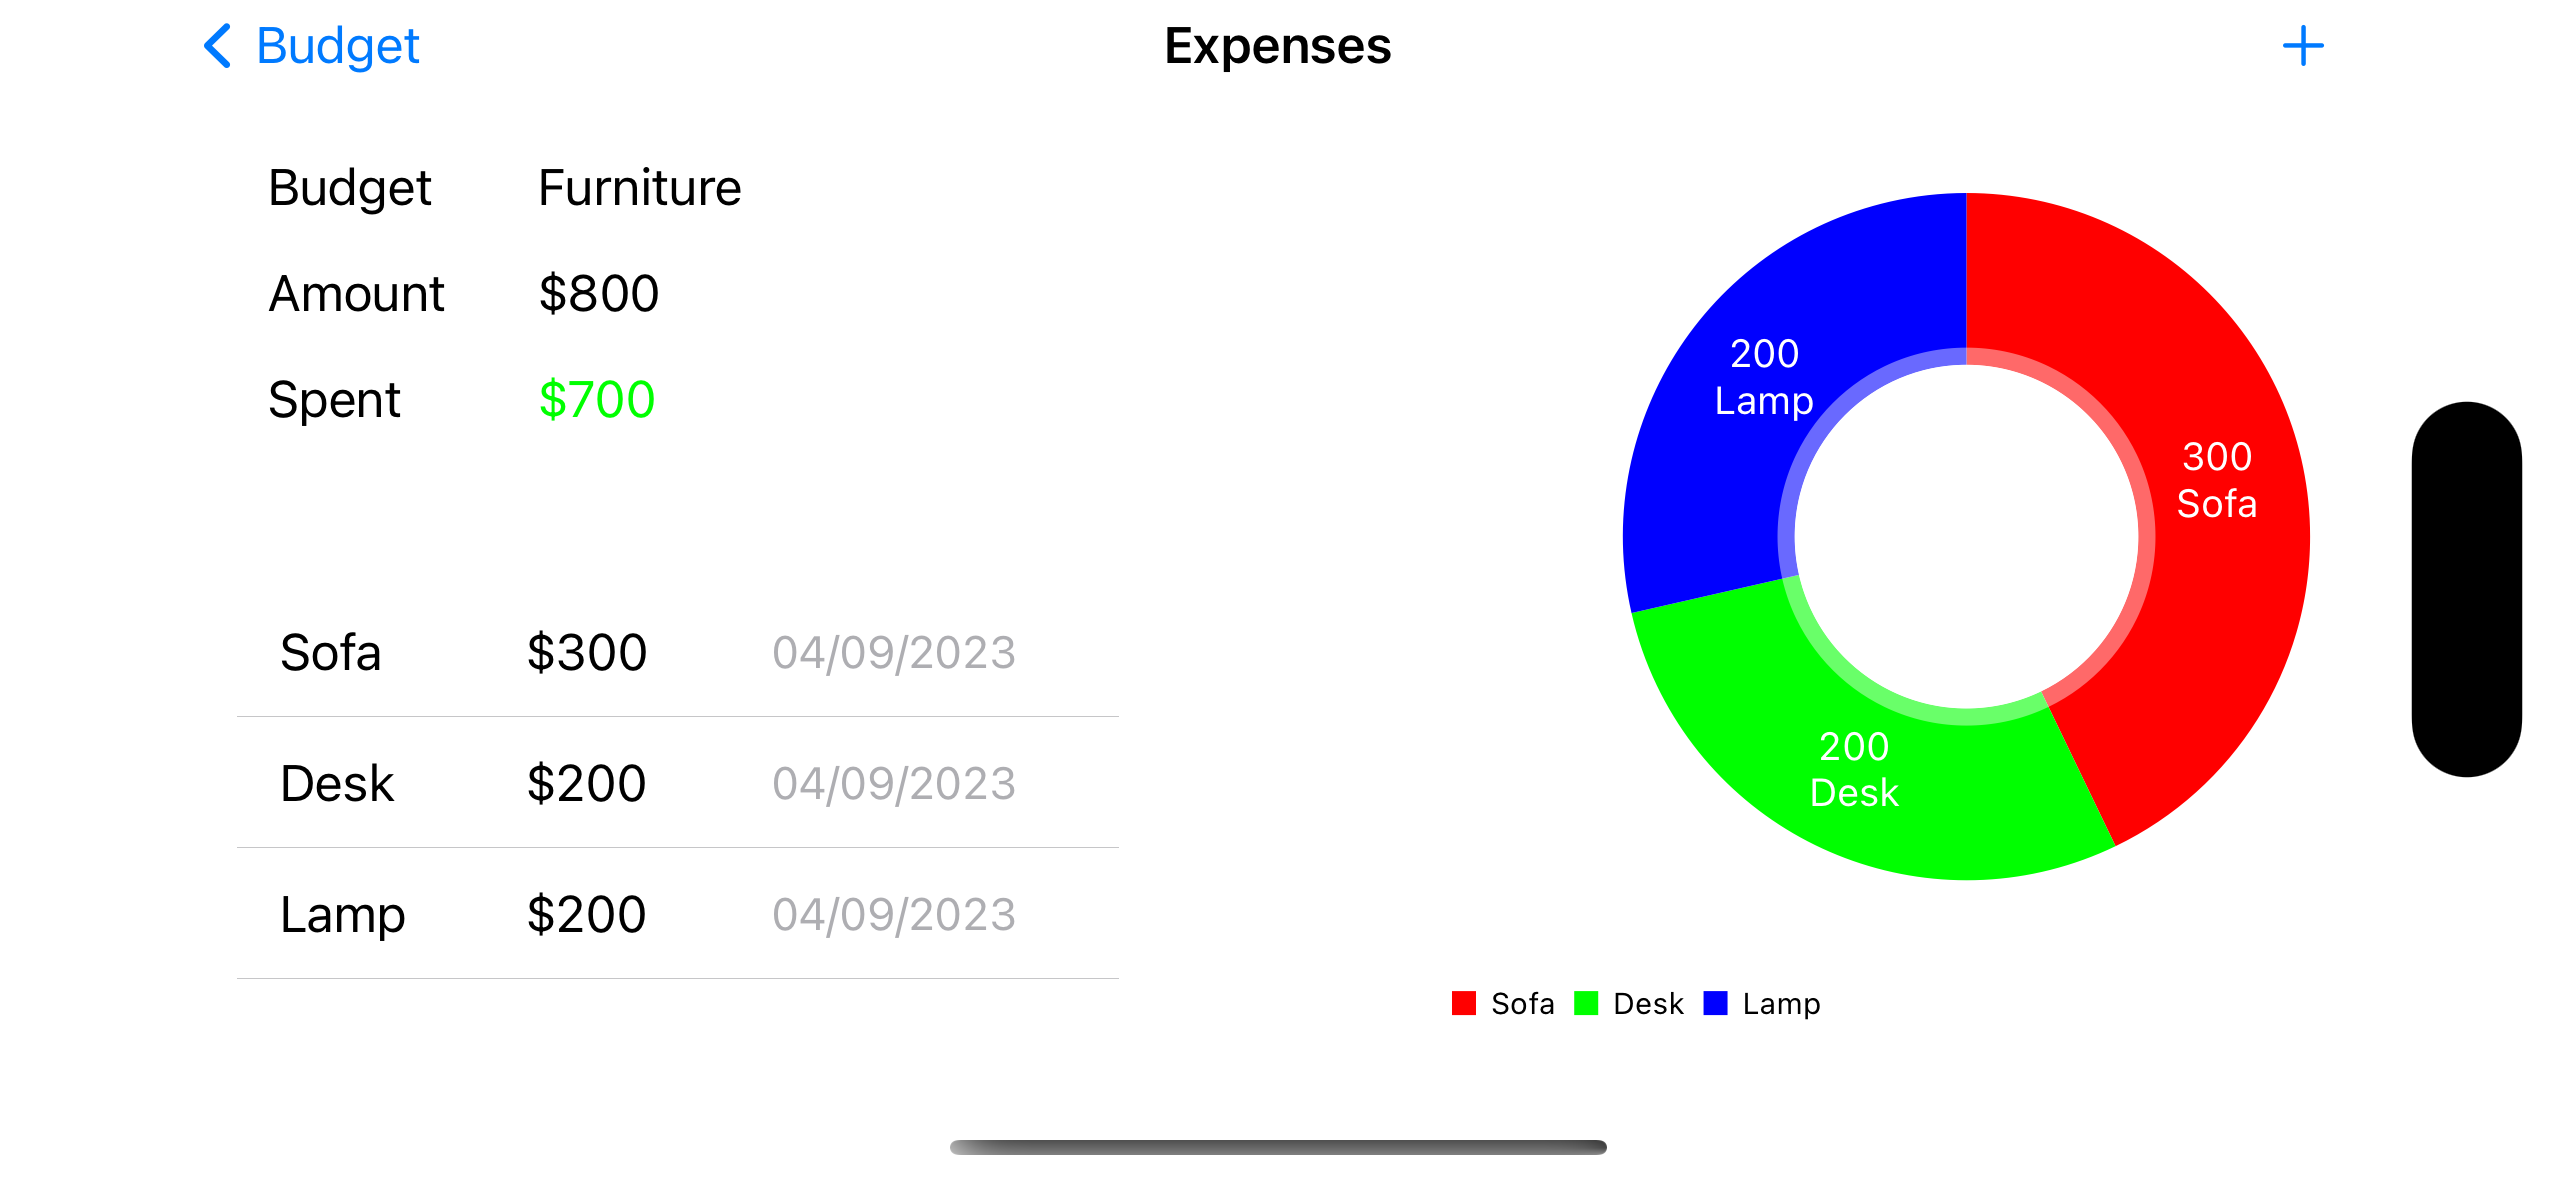 Budget
Expenses
Budget Furniture
Amount $800
Spent $700
Sofa $300 04/09/2023
Desk $200 04/09/2023
Lamp $200 04/09/2023
200
Lamp
300
Sofa
200
Desk
Sofa Desk Lamp